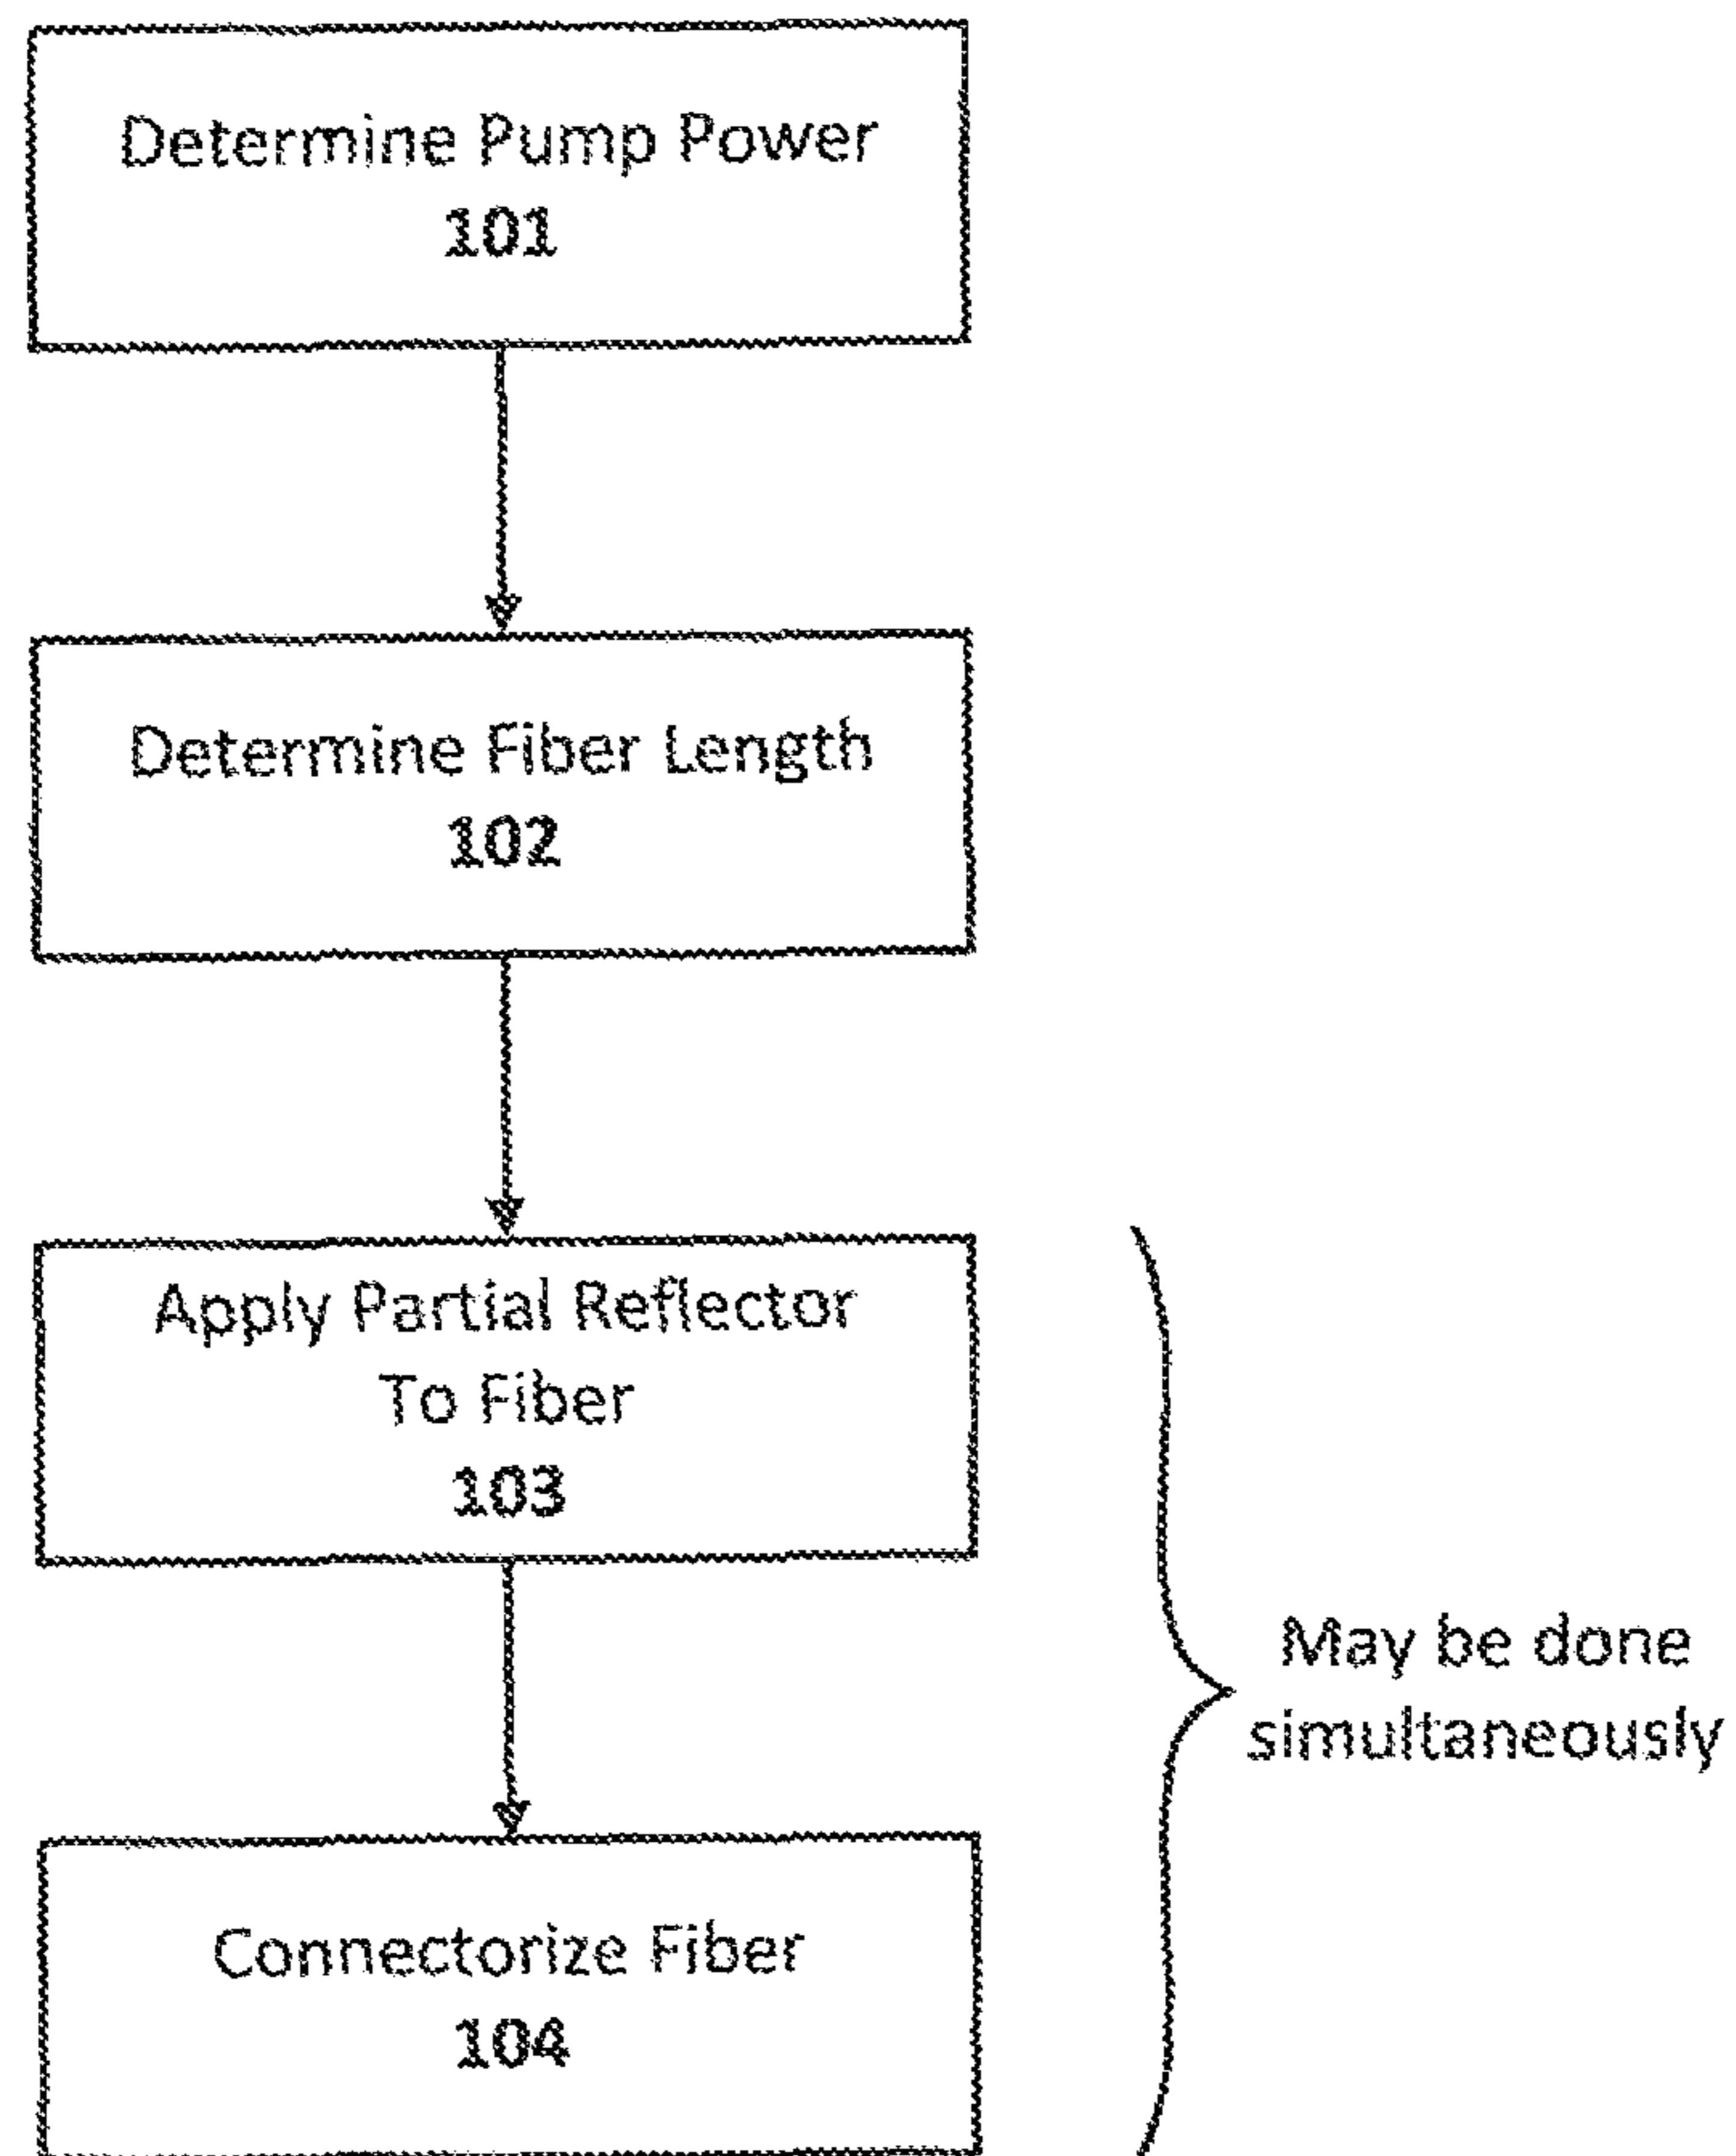 Determine Pump Power
101
Determine Fiber Length
102
Apply Partial Reflector
To Fiber
103
May be done
simultaneously
Connectorize Fiber
104